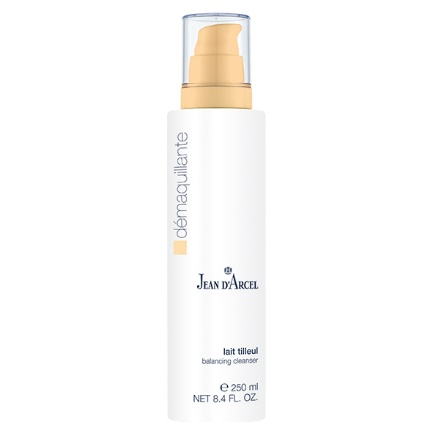 démaquillante
JEAN D'ARCEL
lait tilleul
balancing cleanser
℮ 250 ml
NET 8.4 FL. OZ.